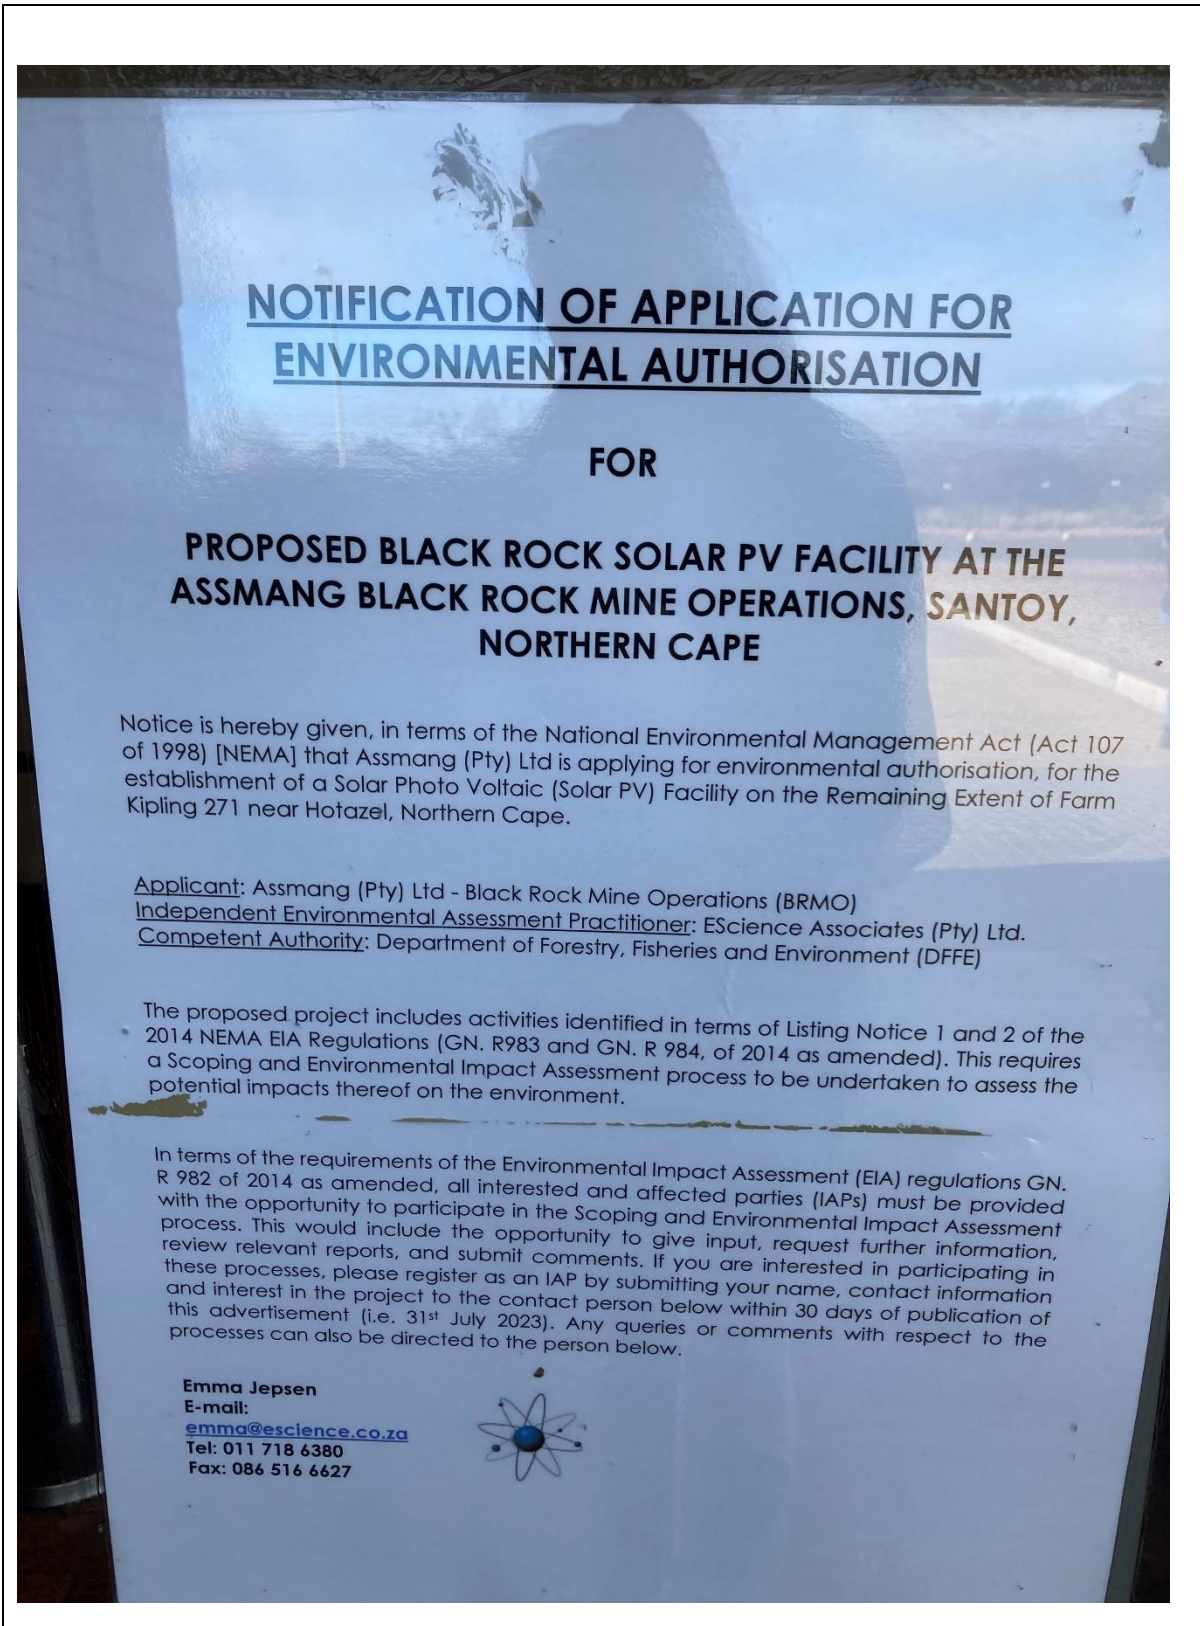 NOTIFICATION OF APPLICATION FOR
ENVIRONMENTAL AUTHORISATION
FOR
PROPOSED BLACK ROCK SOLAR PV FACILITY AT THE
ASSMANG BLACK ROCK MINE OPERATIONS, SANTOY,
NORTHERN CAPE
Notice is hereby given, in terms of the National Environmental Management Act (Act 107
of 1998) [NEMA] that Assmang (Pty) Ltd is applying for environmental authorisation, for the
establishment of a Solar Photo Voltaic (Solar PV) Facility on the Remaining Extent of Farm
Kipling 271 near Hotazel, Northern Cape.
Applicant: Assmang (Pty) Ltd - Black Rock Mine Operations (BRMO)
Independent Environmental Assessment Practitioner: EScience Associates (Pty) Ltd.
Competent Authority: Department of Forestry, Fisheries and Environment (DFFE)
The proposed project includes activities identified in terms of Listing Notice 1 and 2 of the
2014 NEMA EIA Regulations (GN. R983 and GN. R 984, of 2014 as amended). This requires
a Scoping and Environmental Impact Assessment process to be undertaken to assess the
potential impacts thereof on the environment.
In terms of the requirements of the Environmental Impact Assessment (EIA) regulations GN.
R 982 of 2014 as amended, all interested and affected parties (IAPs) must be provided
with the opportunity to participate in the Scoping and Environmental Impact Assessment
process. This would include the opportunity to give input, request further information,
review relevant reports, and submit comments. If you are interested in participating in
these processes, please register as an IAP by submitting your name, contact information
and interest in the project to the contact person below within 30 days of publication of
this advertisement (i.e. 31st July 2023). Any queries or comments with respect to the
processes can also be directed to the person below.
Emma Jepsen
E-mail:
emma@escience.co.za
Tel: 011 718 6380
Fax: 086 516 6627